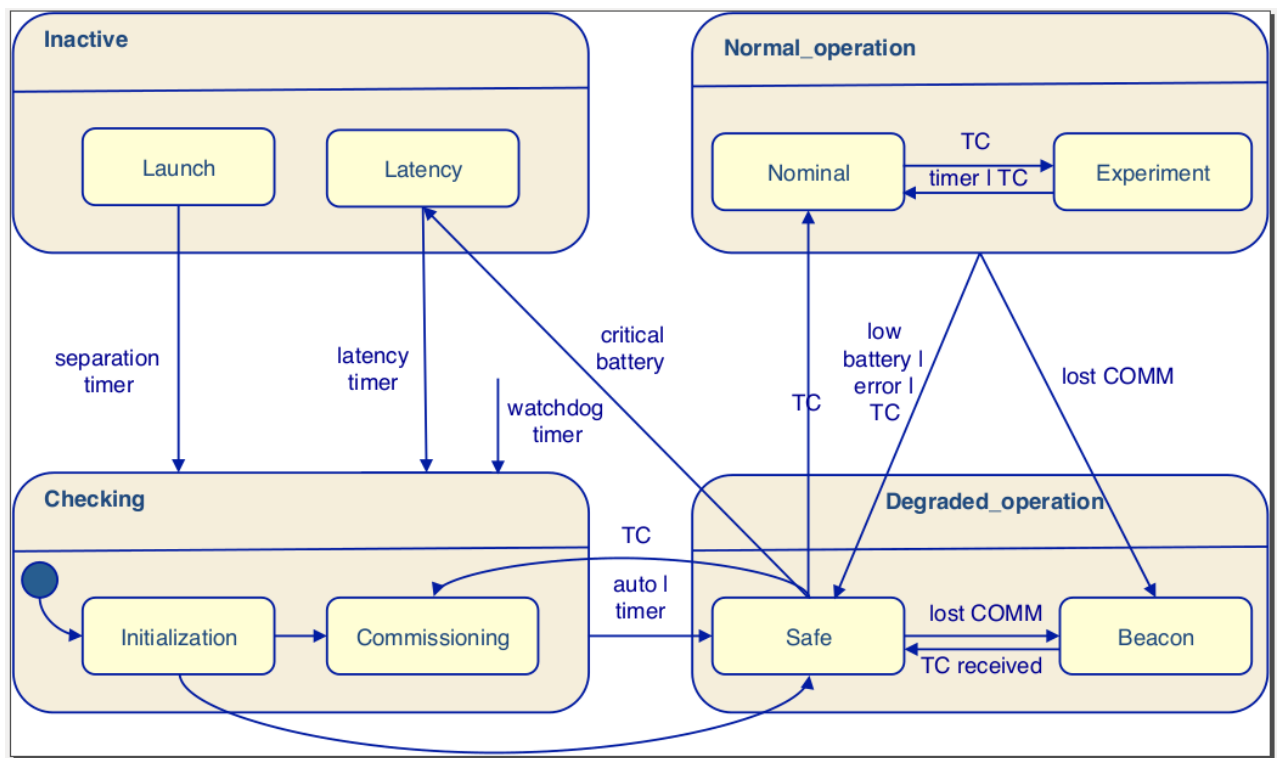 Inactive
Normal_operation
Launch
Latency
Nominal
TC
timer | TC
Experiment
separation
timer
latency
timer
watchdog
timer
critical
battery
TC
low
battery |
error |
TC
lost COMM
Checking
Degraded_operation
TC
auto |
timer
Initialization
Commissioning
Safe
lost COMM
TC received
Beacon